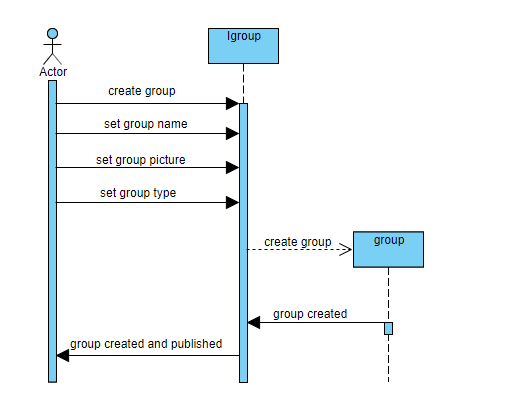 Igroup
Actor
create group
set group name
set group picture
set group type
create group
group
group created
group created and published